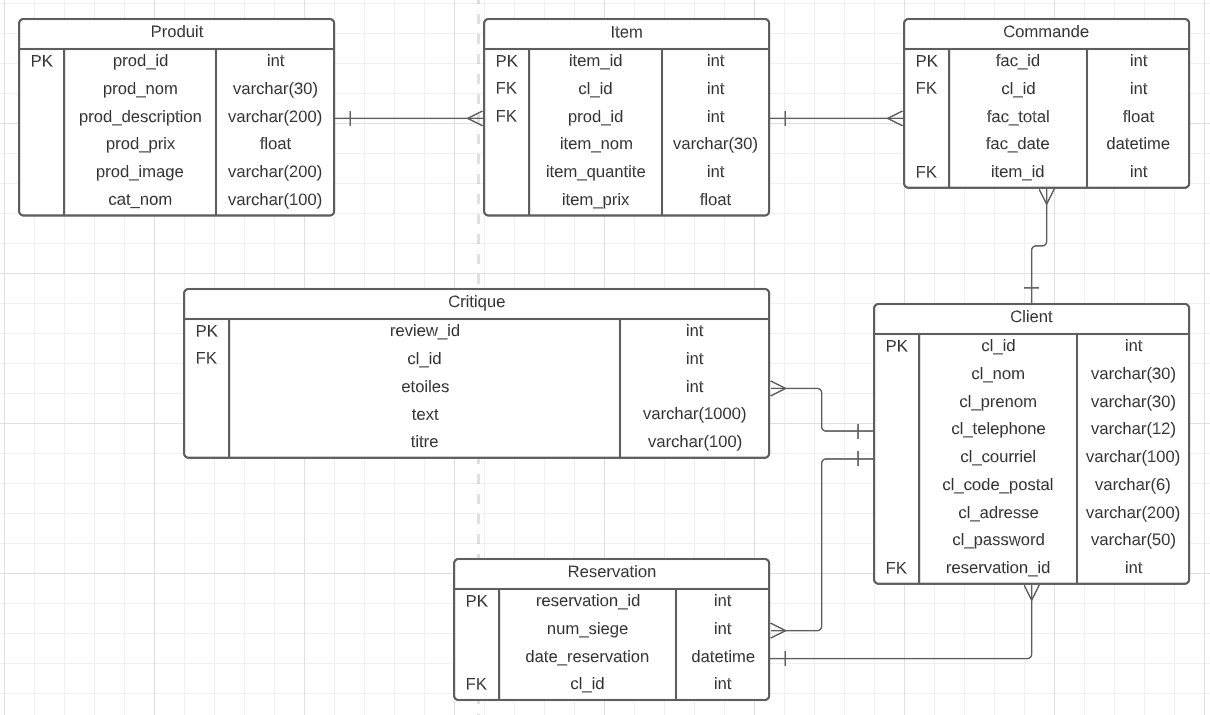 Produit
PK prod_id int
prod_nom varchar(30)
prod_description varchar(200)
prod_prix float
prod_image varchar(200)
cat_nom varchar(100)
Item
PK item_id int
FK cl_id int
FK prod_id int
item_nom varchar(30)
item_quantite int
item_prix float
Commande
PK fac_id int
FK cl_id int
fac_total float
fac_date datetime
FK item_id int
Critique
PK review_id int
FK cl_id int
etoiles int
text varchar(1000)
titre varchar(100)
Client
PK cl_id int
cl_nom varchar(30)
cl_prenom varchar(30)
cl_telephone varchar(12)
cl_courriel varchar(100)
cl_code_postal varchar(6)
cl_adresse varchar(200)
cl_password varchar(50)
FK reservation_id int
Reservation
PK reservation_id int
num_siege int
date_reservation datetime
FK cl_id int